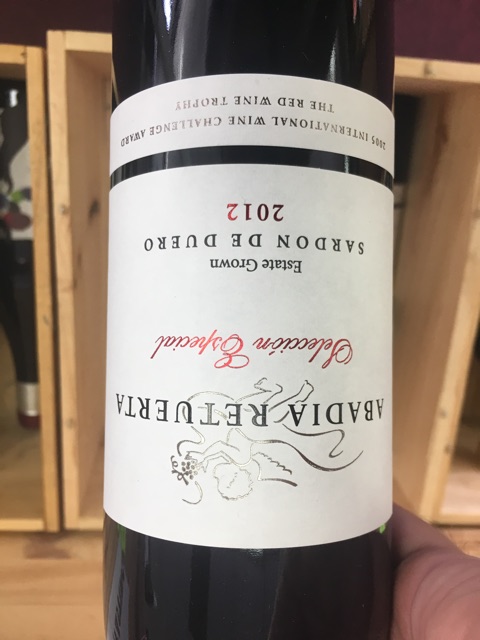 ABADIA RETUERTA
Selección Especial
Estate Grown
SARDON DE DUERO
2012
2005 INTERNATIONAL WINE CHALLENGE AWARD
THE RED WINE TROPHY